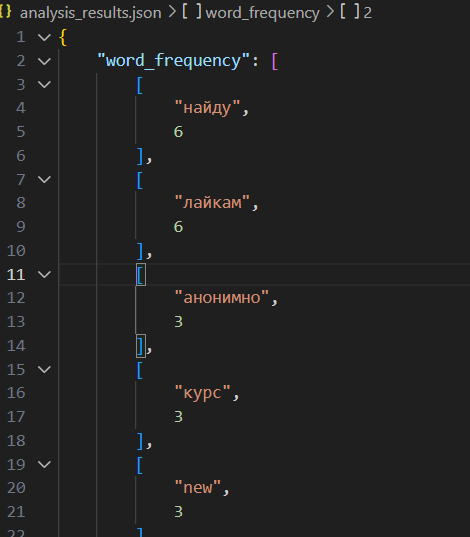 {} analysis_results.json > [ ] word_frequency > [ ] 2
1 {
2 "word_frequency": [
3 [
4 "найду",
5 6
6 ],
7 [
8 "лайкам",
9 6
10 ],
11 [
12 "анонимно",
13 3
14 ],
15 [
16 "курс",
17 3
18 ],
19 [
20 "new",
21 3
22 ]